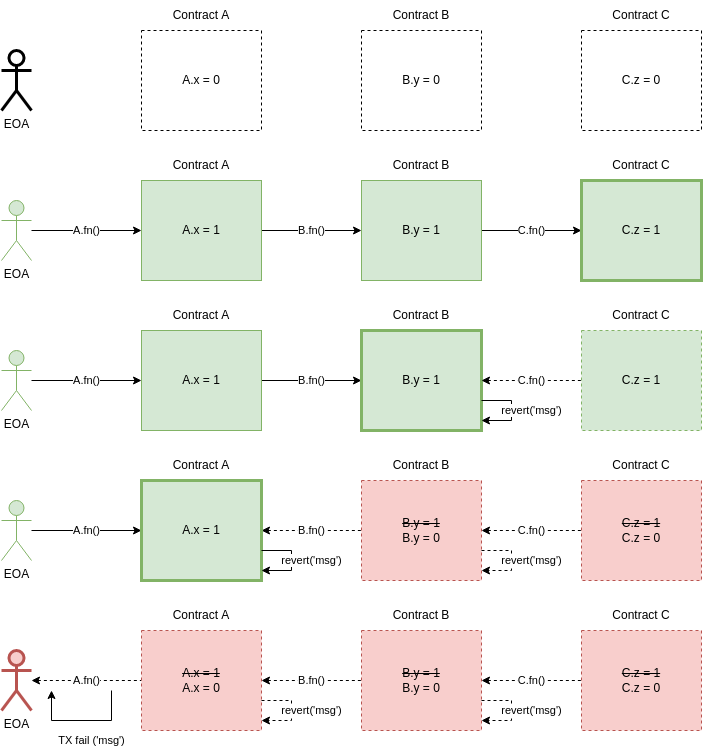 Contract A
Contract B
Contract C
A.x = 0
B.y = 0
C.z = 0
EOA
Contract A
Contract B
Contract C
A.fn()
A.x = 1
B.fn()
B.y = 1
C.fn()
C.z = 1
EOA
Contract A
Contract B
Contract C
A.fn()
A.x = 1
B.fn()
B.y = 1
C.fn()
C.z = 1
revert('msg')
EOA
Contract A
Contract B
Contract C
A.fn()
A.x = 1
B.fn()
B.y = 1
B.y = 0
C.fn()
C.z = 1
C.z = 0
revert('msg')
revert('msg')
EOA
Contract A
Contract B
Contract C
A.fn()
A.x = 1
A.x = 0
B.fn()
B.y = 1
B.y = 0
C.fn()
C.z = 1
C.z = 0
revert('msg')
revert('msg')
EOA
TX fail ('msg')